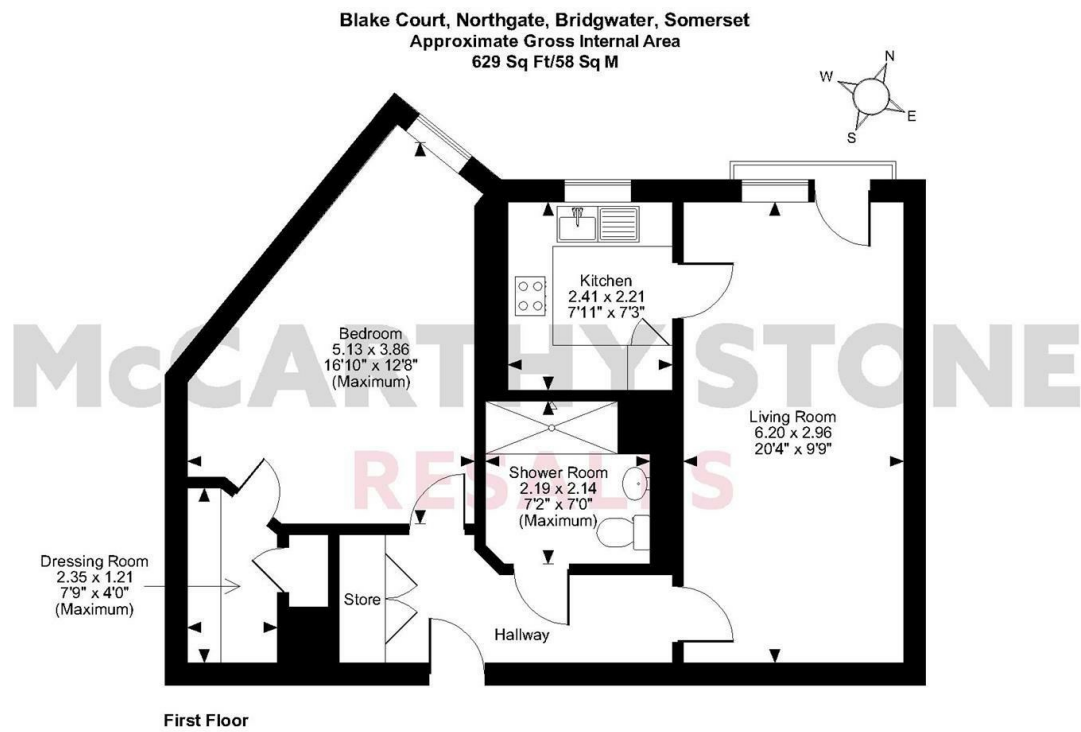 Blake Court, Northgate, Bridgwater, Somerset
Approximate Gross Internal Area
629 Sq Ft/58 Sq M
N
W
E
S
Kitchen
2.41 x 2.21
7'11" x 7'3"
Bedroom
5.13 x 3.86
16'10" x 12'8"
(Maximum)
McCARTHY STONE
RESALES
Living Room
6.20 x 2.96
20'4" x 9'9"
Shower Room
2.19 x 2.14
7'2" x 7'0"
(Maximum)
Dressing Room
2.35 x 1.21
7'9" x 4'0"
(Maximum)
Store
Hallway
First Floor